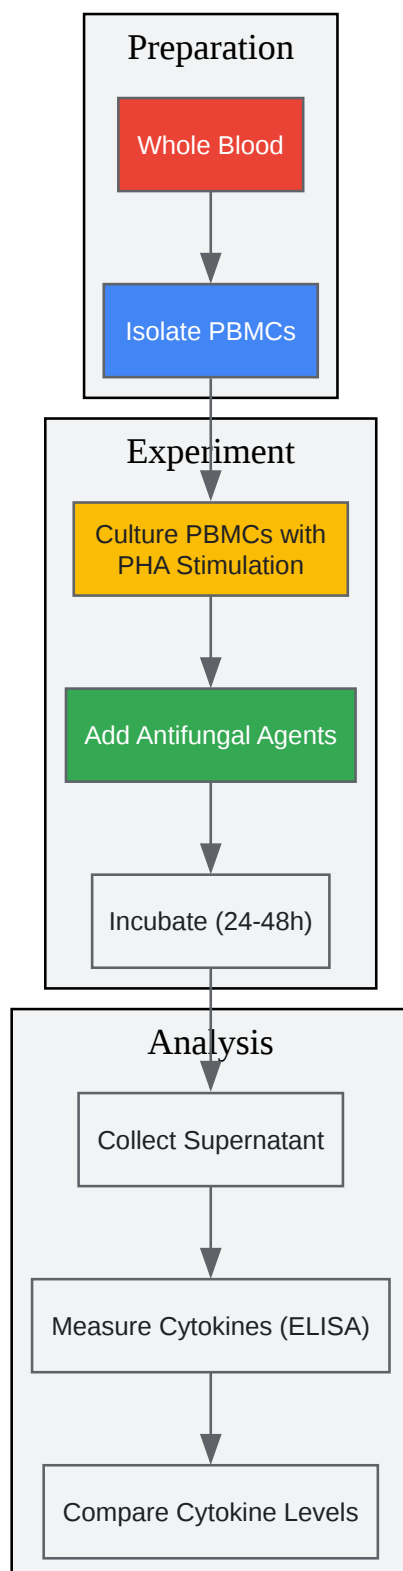 Preparation
Whole Blood
Isolate PBMCs
Experiment
Culture PBMCs with
PHA Stimulation
Add Antifungal Agents
Incubate (24-48h)
Analysis
Collect Supernatant
Measure Cytokines (ELISA)
Compare Cytokine Levels